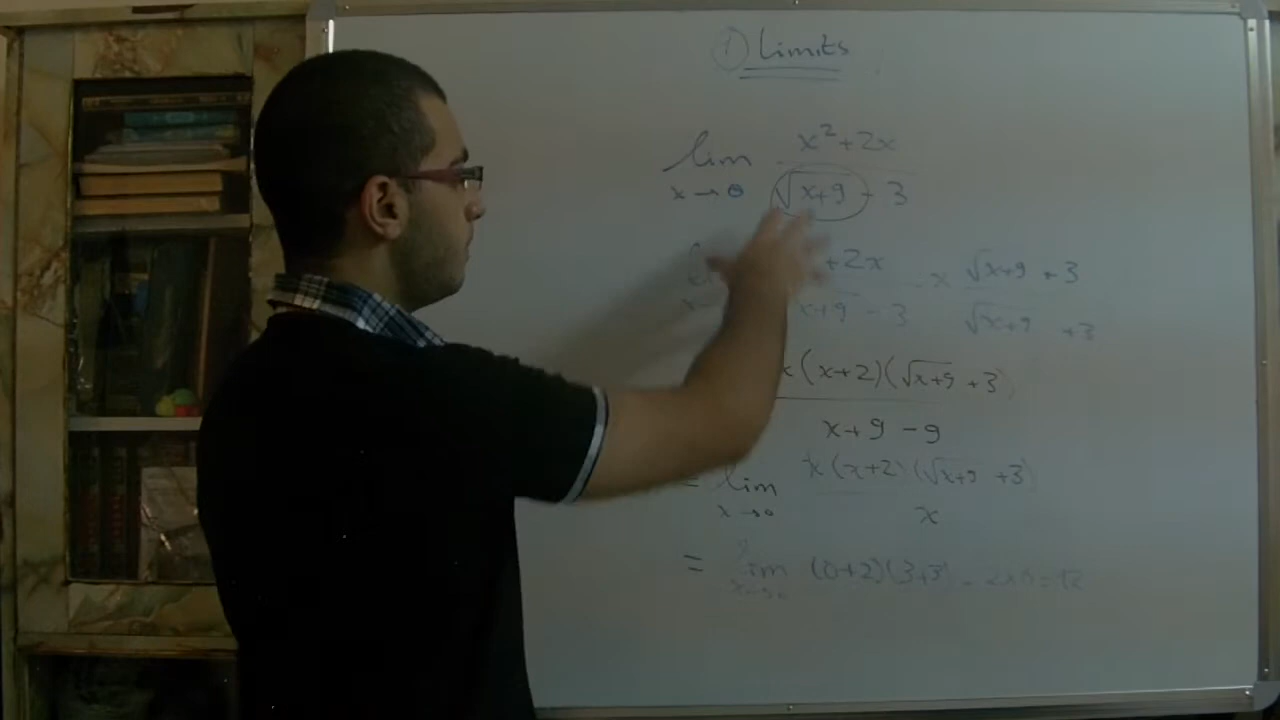 ① Limits
lim x²+2x
x→0 √x+9 - 3
+2x × √x+9 +3
x+9 - 3 √x+9 +3
x(x+2)(√x+9 +3)
x+9-9
= lim x(x+2)(√x+9 +3)
x→0 x
= lim (0+2)(3+3) = 2×6=12
x→0